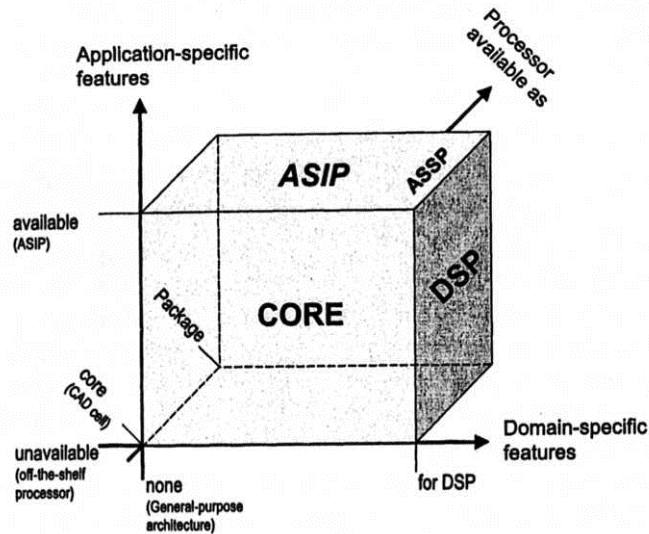 Application-specific
features
Processor
available as
ASIP
ASSP
available
(ASIP)
DSP
Package
CORE
core
(CAD cell)
unavailable
(off-the-shelf
processor)
Domain-specific
features
none
(General-purpose
architecture)
for DSP